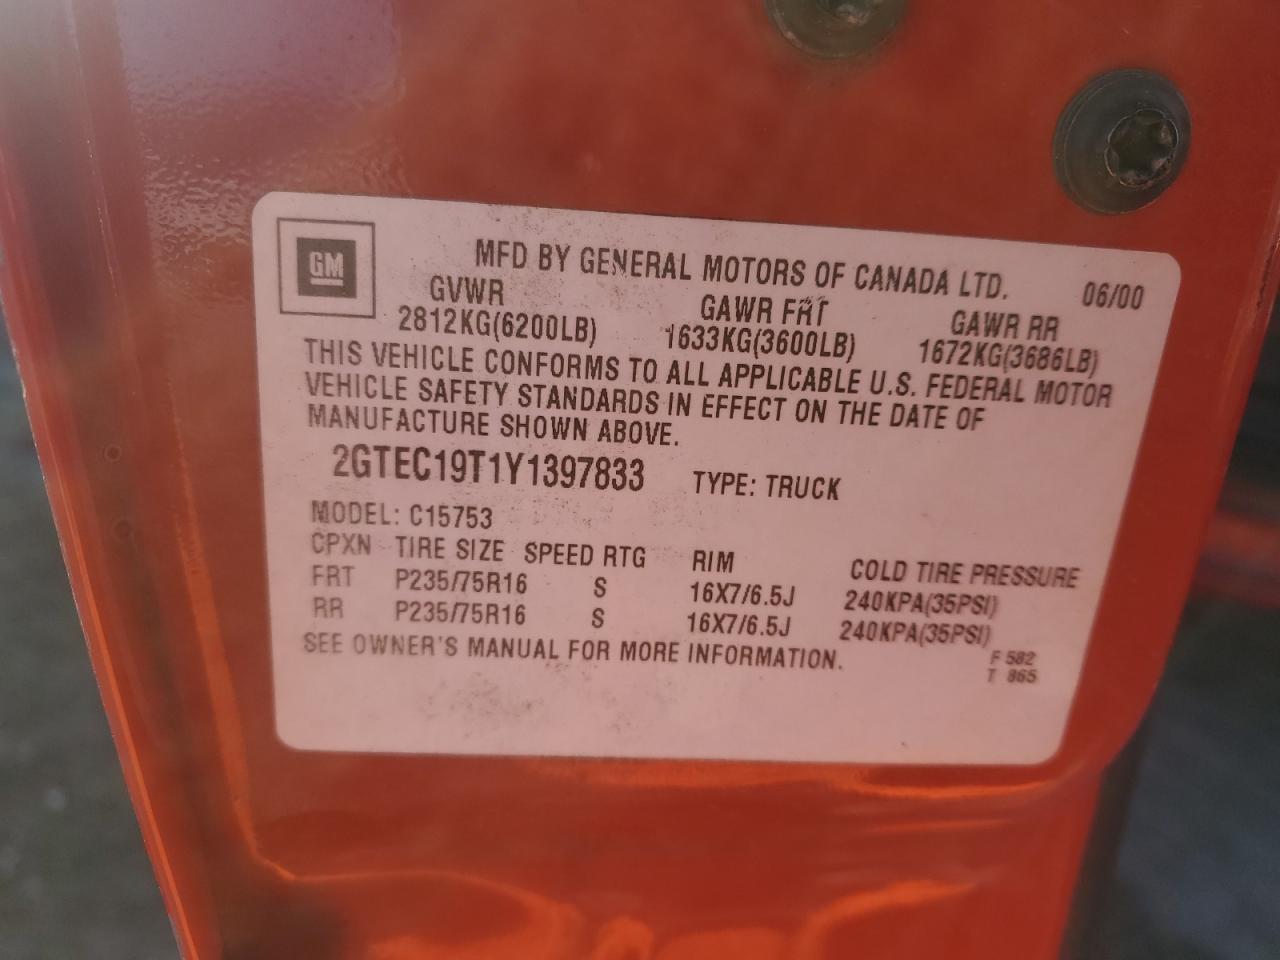 GM
MFD BY GENERAL MOTORS OF CANADA LTD. 06/00
GVWR GAWR FRT GAWR RR
2812KG(6200LB) 1633KG(3600LB) 1672KG(3686LB)
THIS VEHICLE CONFORMS TO ALL APPLICABLE U.S. FEDERAL MOTOR
VEHICLE SAFETY STANDARDS IN EFFECT ON THE DATE OF
MANUFACTURE SHOWN ABOVE.
2GTEC19T1Y1397833 TYPE: TRUCK
MODEL: C15753
CPXN TIRE SIZE SPEED RTG RIM COLD TIRE PRESSURE
FRT P235/75R16 S 16X7/6.5J 240KPA(35PSI)
RR P235/75R16 S 16X7/6.5J 240KPA(35PSI)
SEE OWNER'S MANUAL FOR MORE INFORMATION.
F 582
T 865